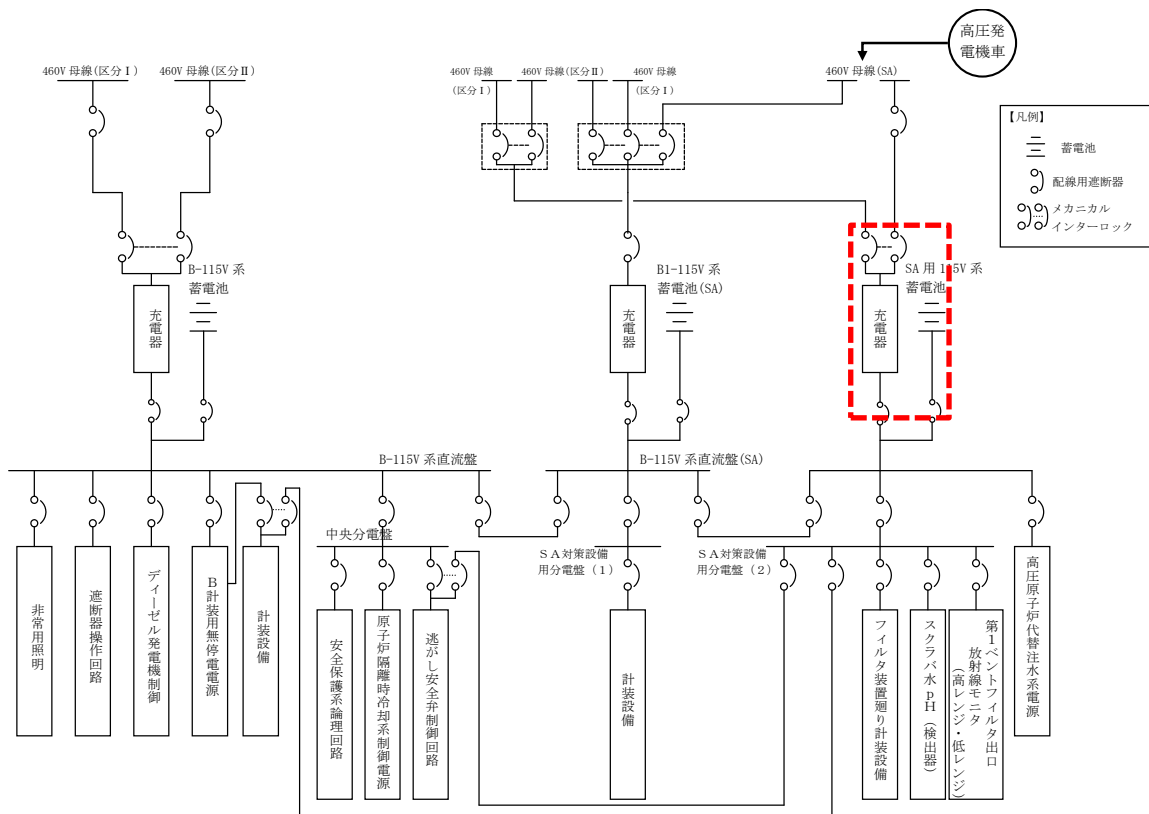 高圧発
電機車
460V 母線(区分Ⅰ)
460V 母線(区分Ⅱ)
460V 母線
(区分Ⅰ)
460V 母線(区分Ⅱ)
460V 母線
(区分Ⅰ)
460V 母線(SA)
【凡例】
蓄電池
配線用遮断器
メカニカル
インターロック
B-115V 系
蓄電池
B1-115V 系
蓄電池(SA)
SA 用 115V 系
蓄電池
充電器
充電器
充電器
B-115V 系直流盤
B-115V 系直流盤(SA)
中央分電盤
ＳＡ対策設備
用分電盤（１）
ＳＡ対策設備
用分電盤（２）
非常用照明
遮断器操作回路
ディーゼル発電機制御
Ｂ計装用無停電電源
計装設備
安全保護系論理回路
原子炉隔離時冷却系制御電源
逃がし安全弁制御回路
計装設備
フィルタ装置廻り計装設備
スクラバ水ｐＨ（検出器）
第１ベントフィルタ出口
放射線モニタ
（高レンジ・低レンジ）
高圧原子炉代替注水系電源